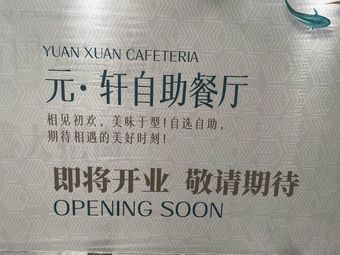 YUAN XUAN CAFETERIA
元·轩自助餐厅
相见初欢，美味于型!自选自助，
期待相遇的美好时刻!
即将开业 敬请期待
OPENING SOON